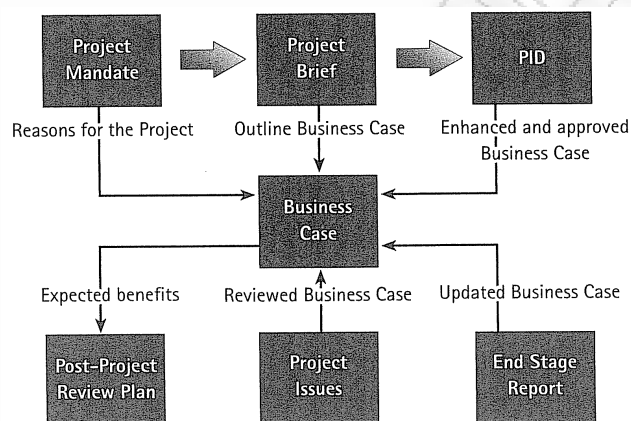 Project
Mandate
Project
Brief
PID
Reasons for the Project
Outline Business Case
Enhanced and approved
Business Case
Business
Case
Expected benefits
Reviewed Business Case
Updated Business Case
Post-Project
Review Plan
Project
Issues
End Stage
Report